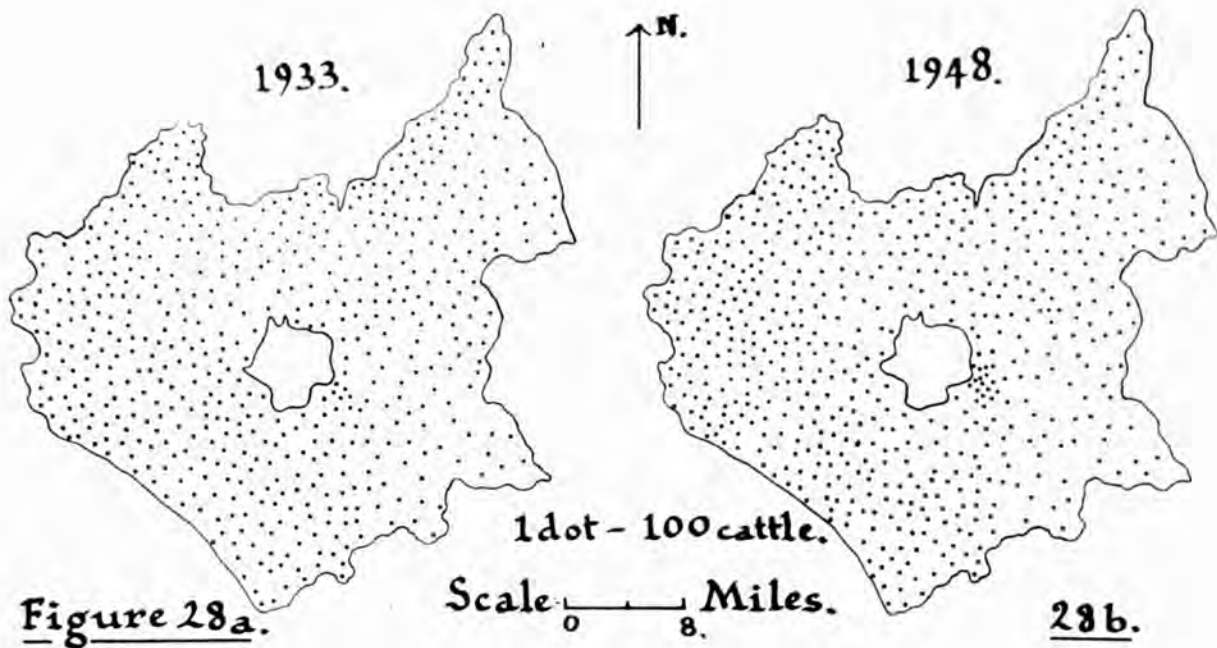 1933.
N.
1948.
1 dot – 100 cattle.
Scale Miles.
0 8.
Figure 28a.
28b.